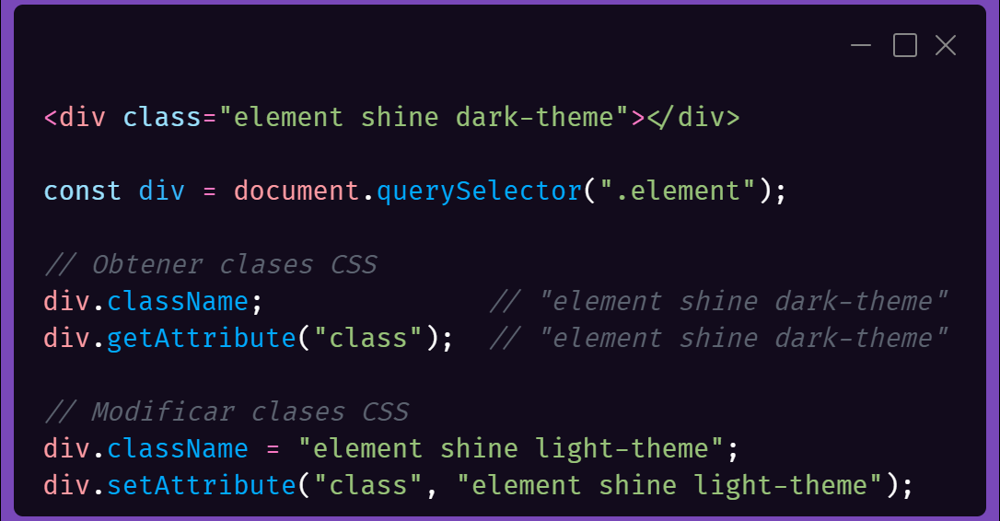 <div class="element shine dark-theme"></div>
const div = document.querySelector(".element");
// Obtener clases CSS
div.className; // "element shine dark-theme"
div.getAttribute("class"); // "element shine dark-theme"
// Modificar clases CSS
div.className = "element shine light-theme";
div.setAttribute("class", "element shine light-theme");